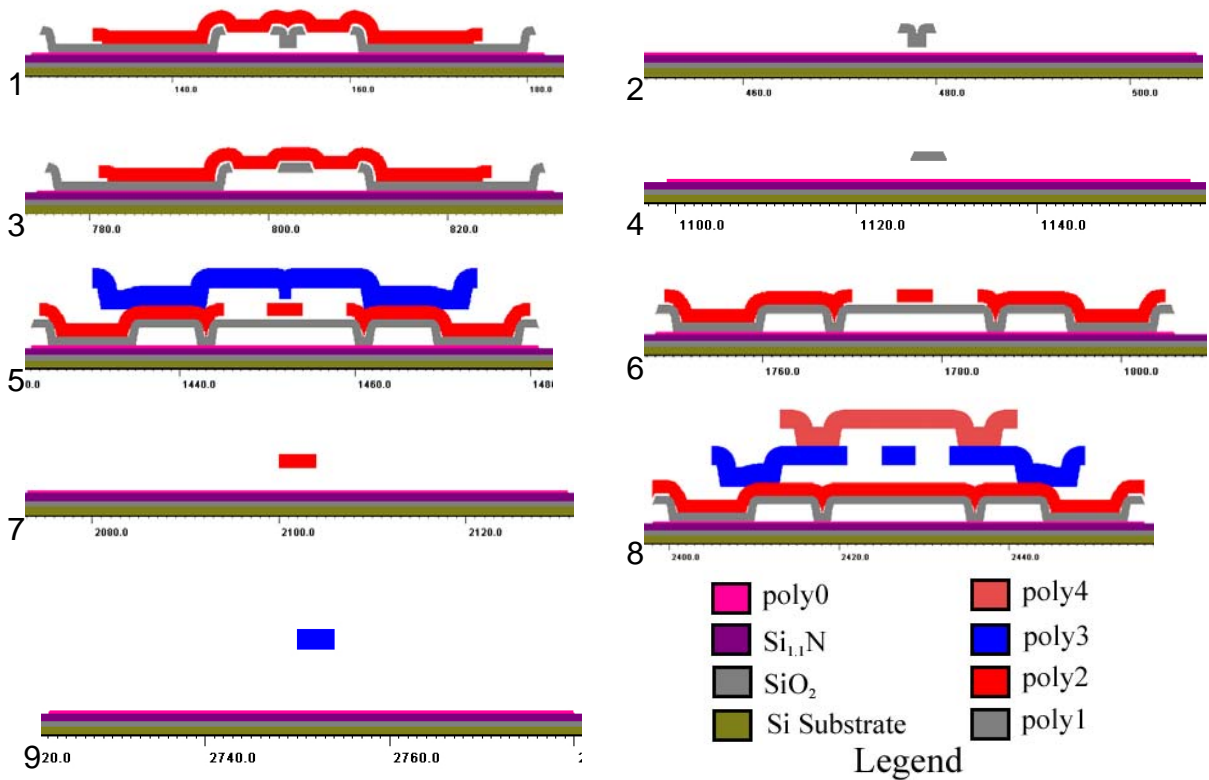 1
140.0 160.0 180.0
2
460.0 480.0 500.0
3
780.0 800.0 820.0
4
1100.0 1120.0 1140.0
5
1440.0 1460.0
6
1760.0 1780.0 1800.0
7
2080.0 2100.0 2120.0
8
2400.0 2420.0 2440.0
9
20.0 2740.0 2760.0
poly0 poly4
Si1.1N poly3
SiO2 poly2
Si Substrate poly1
Legend